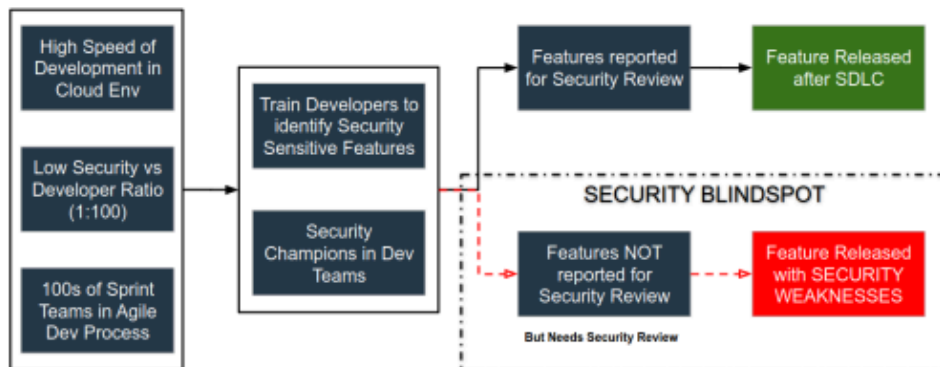 High Speed of
Development in
Cloud Env
Low Security vs
Developer Ratio
(1:100)
100s of Sprint
Teams in Agile
Dev Process
Train Developers to
identify Security
Sensitive Features
Security
Champions in Dev
Teams
Features reported
for Security Review
Feature Released
after SDLC
SECURITY BLINDSPOT
Features NOT
reported for
Security Review
But Needs Security Review
Feature Released
with SECURITY
WEAKNESSES